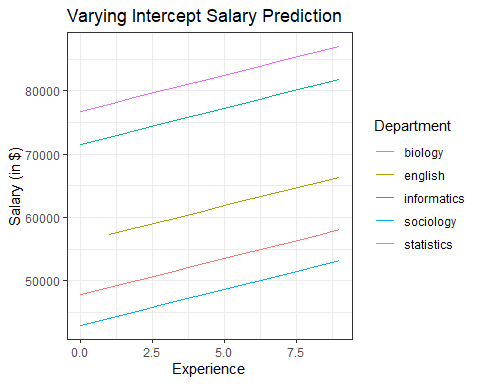 Varying Intercept Salary Prediction
Salary (in $)
80000
70000
60000
50000
0.0 2.5 5.0 7.5
Experience
Department
biology
english
informatics
sociology
statistics